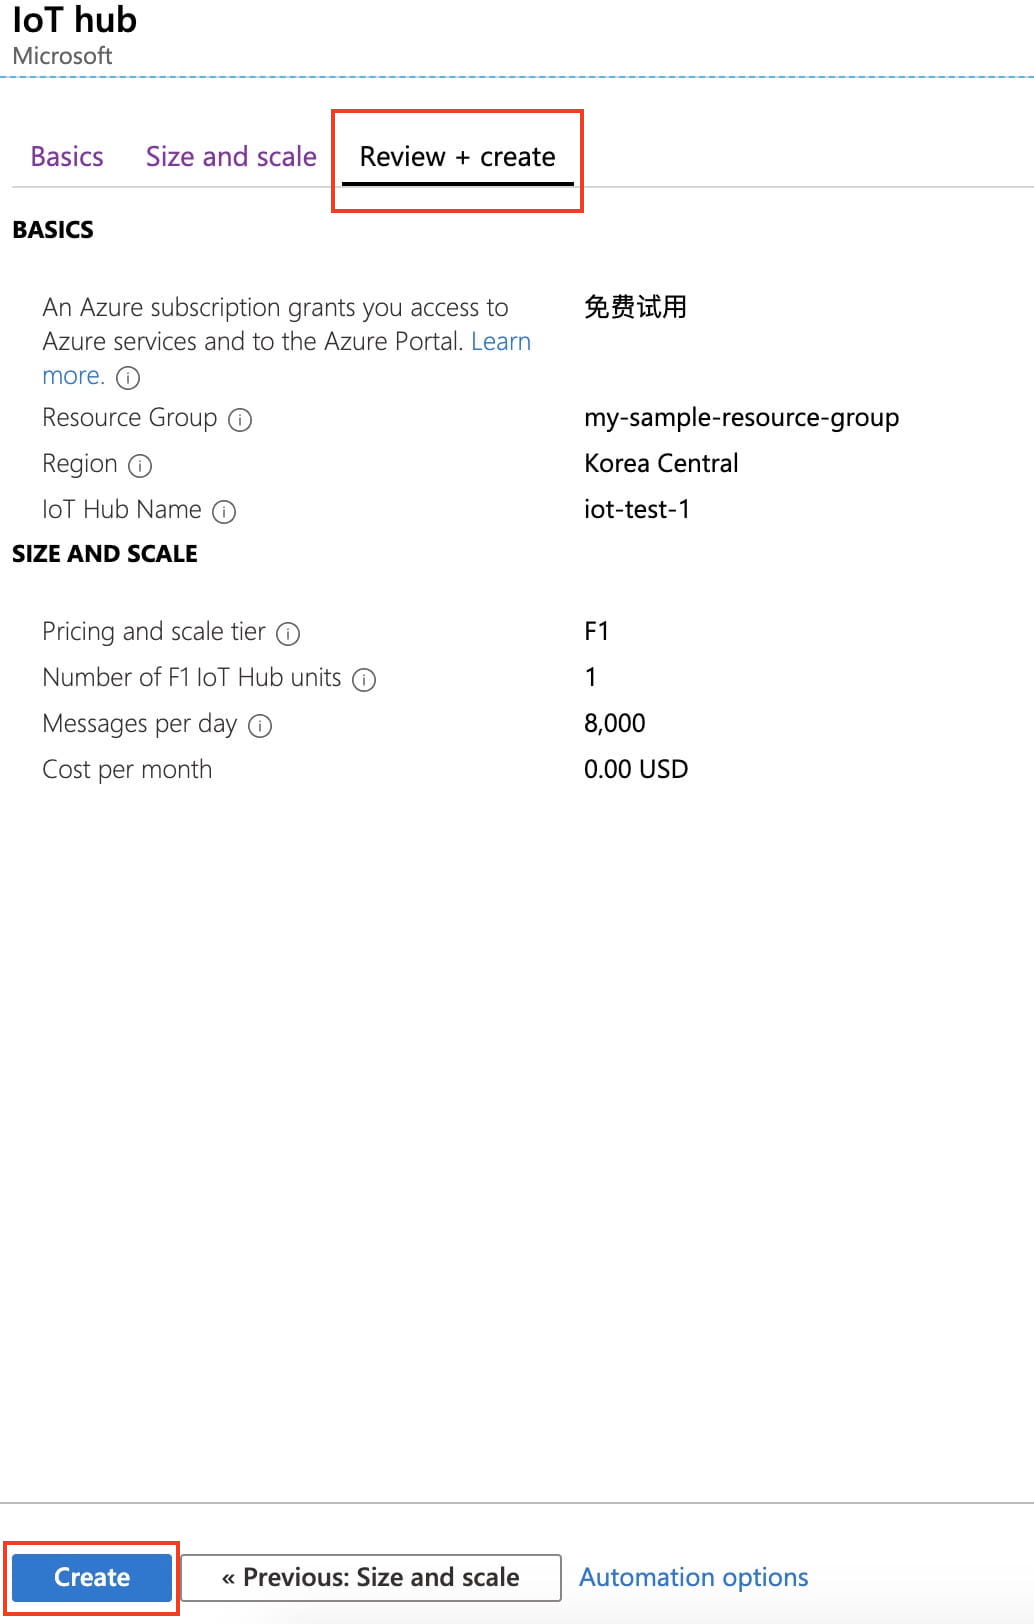 IoT hub
Microsoft
Basics Size and scale Review + create
BASICS
An Azure subscription grants you access to 免费试用
Azure services and to the Azure Portal. Learn
more.
Resource Group my-sample-resource-group
Region Korea Central
IoT Hub Name iot-test-1
SIZE AND SCALE
Pricing and scale tier F1
Number of F1 IoT Hub units 1
Messages per day 8,000
Cost per month 0.00 USD
Create « Previous: Size and scale Automation options